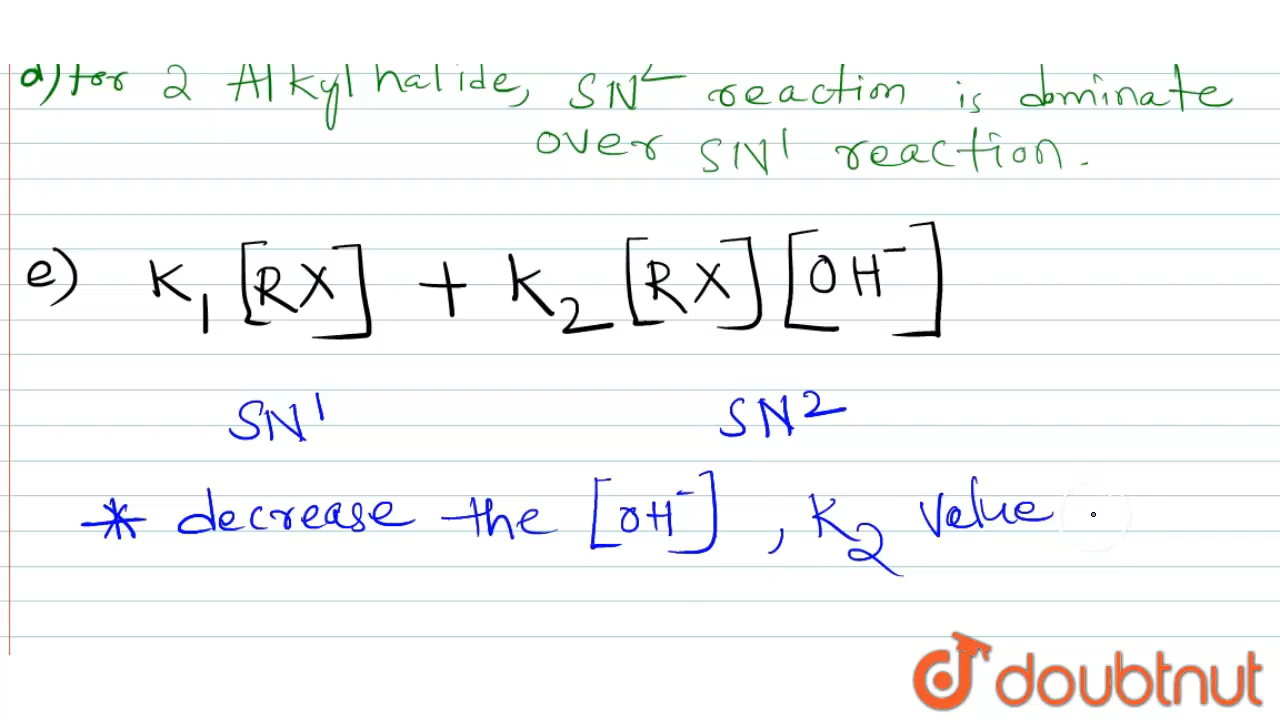 d) for 2 Alkyl halide, SN² reaction is dominate
over SN¹ reaction.
e) K₁ [RX] + K₂ [RX] [OH⁻]
SN¹ SN²
* decrease the [OH⁻], K₂ value
doubtnut